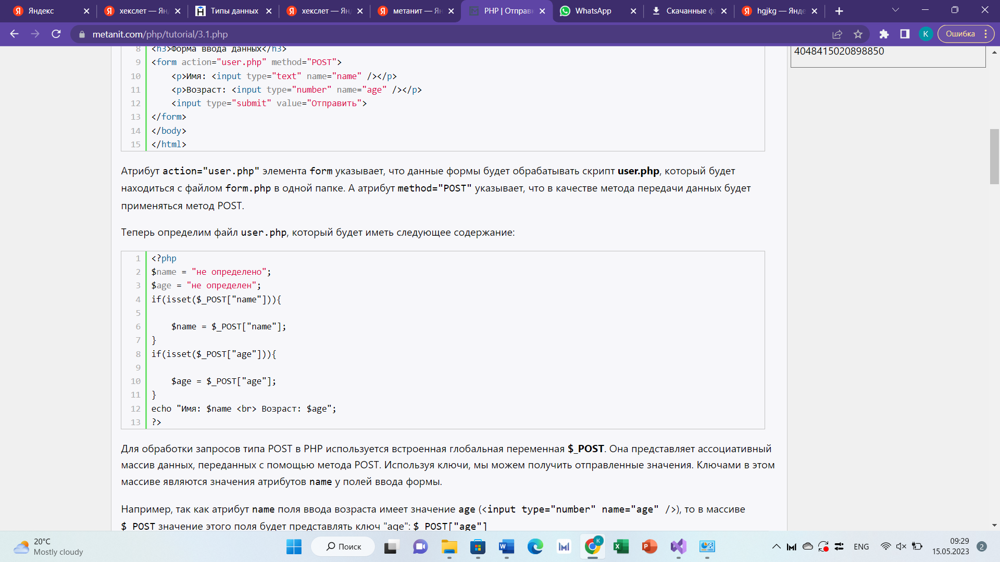 Яндекс
хекслет — Ян
Типы данных
хекслет — Ян
метанит — Ян
PHP | Отправк
WhatsApp
Скачанные ф
hgjkg — Янде
metanit.com/php/tutorial/3.1.php
K
Ошибка
4048415020898850
8 <h3>Форма ввода данных</h3>
9 <form action="user.php" method="POST">
10 <p>Имя: <input type="text" name="name" /></p>
11 <p>Возраст: <input type="number" name="age" /></p>
12 <input type="submit" value="Отправить">
13 </form>
14 </body>
15 </html>
Атрибут action="user.php" элемента form указывает, что данные формы будет обрабатывать скрипт user.php, который будет
находиться с файлом form.php в одной папке. А атрибут method="POST" указывает, что в качестве метода передачи данных будет
применяться метод POST.
Теперь определим файл user.php, который будет иметь следующее содержание:
1 <?php
2 $name = "не определено";
3 $age = "не определен";
4 if(isset($_POST["name"])){
5
6 $name = $_POST["name"];
7 }
8 if(isset($_POST["age"])){
9
10 $age = $_POST["age"];
11 }
12 echo "Имя: $name <br> Возраст: $age";
13 ?>
Для обработки запросов типа POST в PHP используется встроенная глобальная переменная $_POST. Она представляет ассоциативный
массив данных, переданных с помощью метода POST. Используя ключи, мы можем получить отправленные значения. Ключами в этом
массиве являются значения атрибутов name у полей ввода формы.
Например, так как атрибут name поля ввода возраста имеет значение age (<input type="number" name="age" />), то в массиве
$_POST значение этого поля будет представлять ключ "age": $_POST["age"]
20°C
Mostly cloudy
Поиск
ENG
09:29
15.05.2023
2